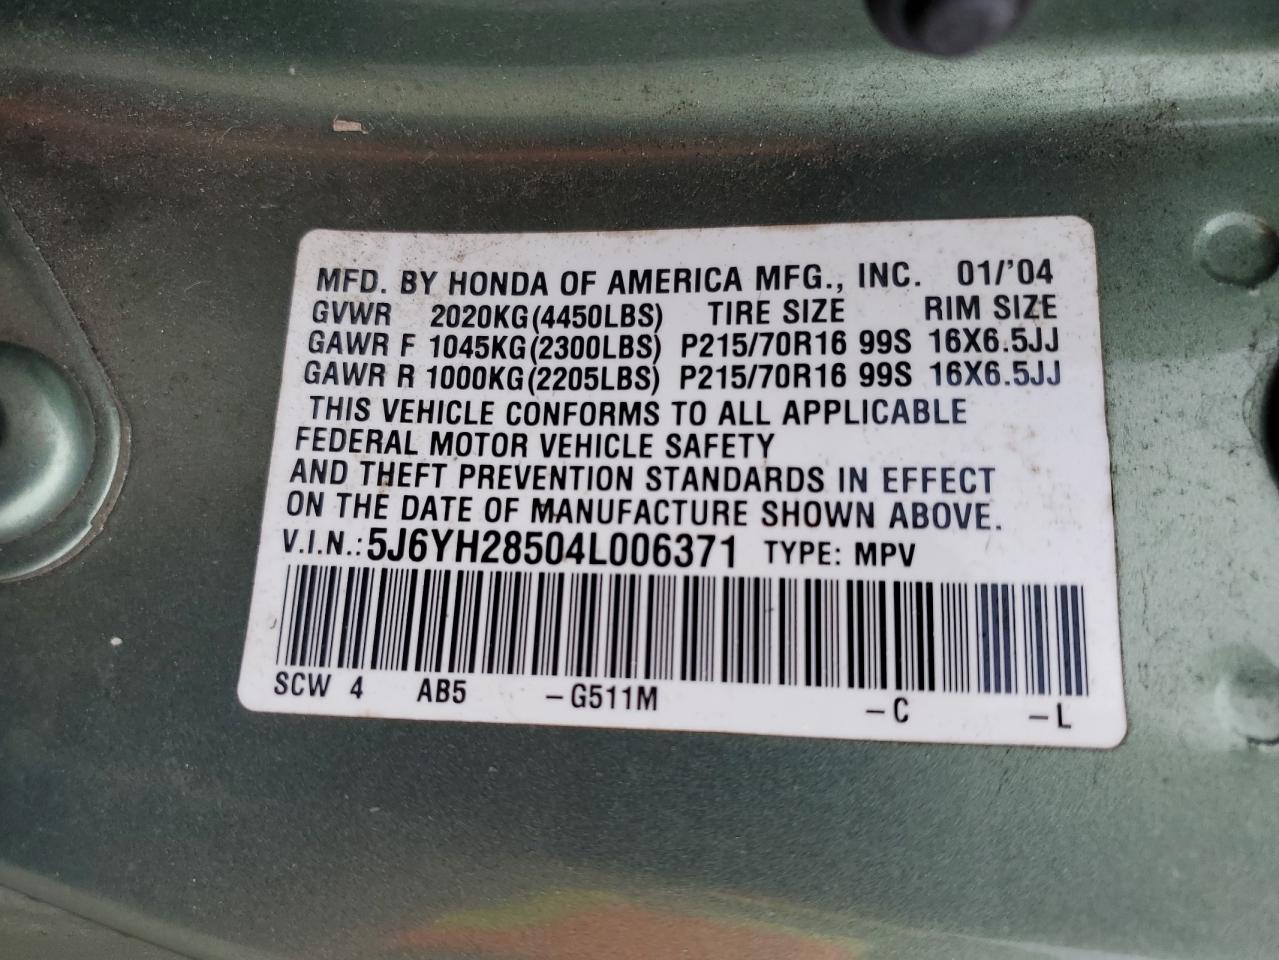 MFD. BY HONDA OF AMERICA MFG., INC. 01/'04
GVWR 2020KG(4450LBS) TIRE SIZE RIM SIZE
GAWR F 1045KG(2300LBS) P215/70R16 99S 16X6.5JJ
GAWR R 1000KG(2205LBS) P215/70R16 99S 16X6.5JJ
THIS VEHICLE CONFORMS TO ALL APPLICABLE
FEDERAL MOTOR VEHICLE SAFETY
AND THEFT PREVENTION STANDARDS IN EFFECT
ON THE DATE OF MANUFACTURE SHOWN ABOVE.
V.I.N.: 5J6YH28504L006371 TYPE: MPV
SCW 4 AB5 -G511M -C -L